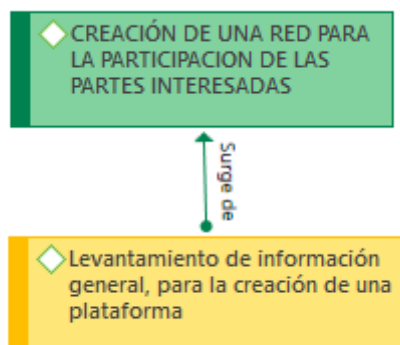 CREACIÓN DE UNA RED PARA
LA PARTICIPACION DE LAS
PARTES INTERESADAS
Surge de
Levantamiento de información
general, para la creación de una
plataforma